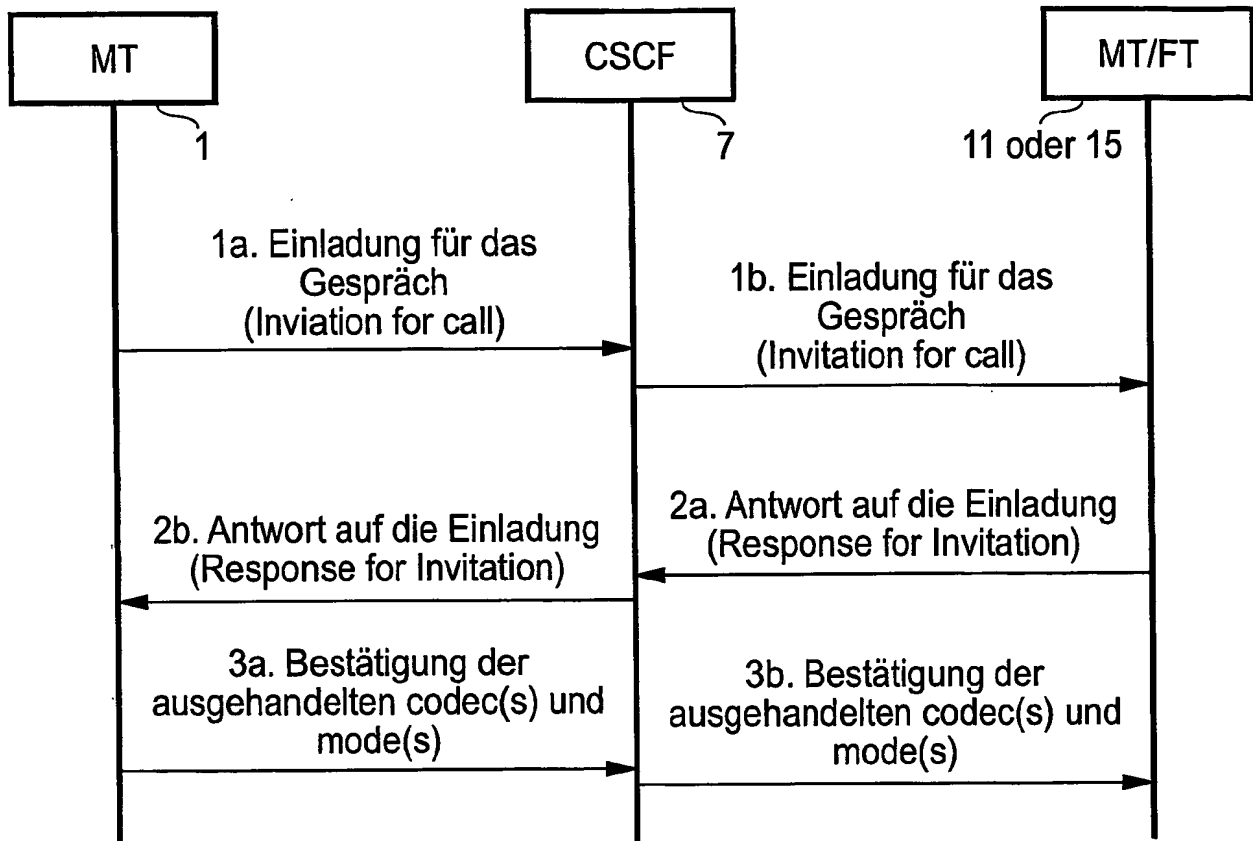 MT
CSCF
MT/FT
1
7
11 oder 15
1a. Einladung für das
Gespräch
(Inviation for call)
1b. Einladung für das
Gespräch
(Invitation for call)
2a. Antwort auf die Einladung
(Response for Invitation)
2b. Antwort auf die Einladung
(Response for Invitation)
3a. Bestätigung der
ausgehandelten codec(s) und
mode(s)
3b. Bestätigung der
ausgehandelten codec(s) und
mode(s)